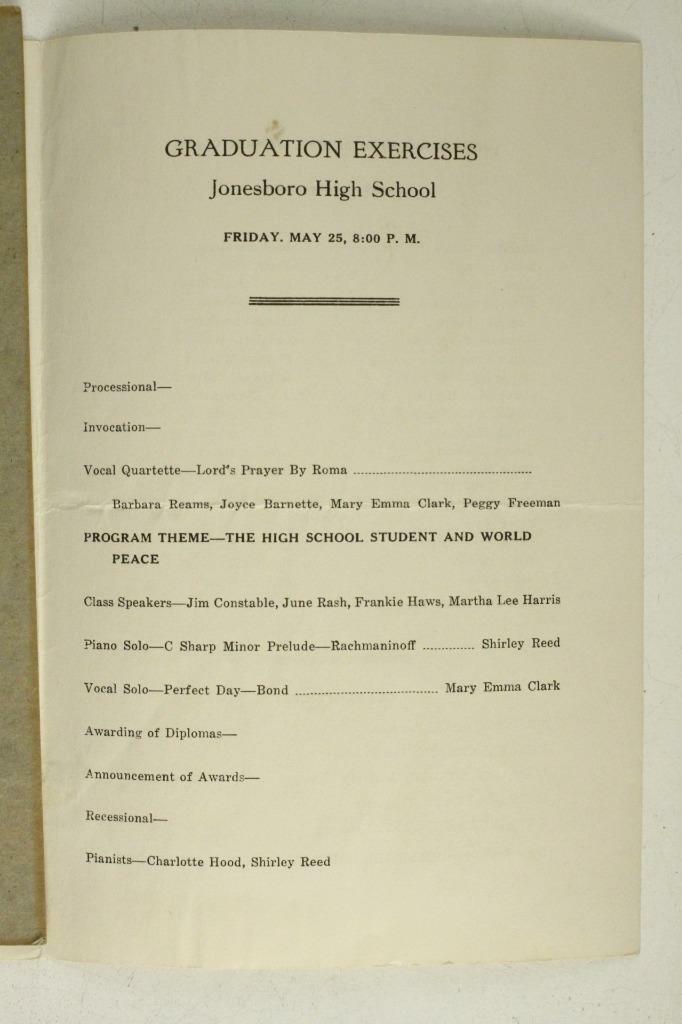 GRADUATION EXERCISES
Jonesboro High School
FRIDAY. MAY 25, 8:00 P. M.
Processional—
Invocation—
Vocal Quartette—Lord's Prayer By Roma ............................................
Barbara Reams, Joyce Barnette, Mary Emma Clark, Peggy Freeman
PROGRAM THEME—THE HIGH SCHOOL STUDENT AND WORLD
PEACE
Class Speakers—Jim Constable, June Rash, Frankie Haws, Martha Lee Harris
Piano Solo—C Sharp Minor Prelude—Rachmaninoff ............. Shirley Reed
Vocal Solo—Perfect Day—Bond .................................... Mary Emma Clark
Awarding of Diplomas—
Announcement of Awards—
Recessional—
Pianists—Charlotte Hood, Shirley Reed